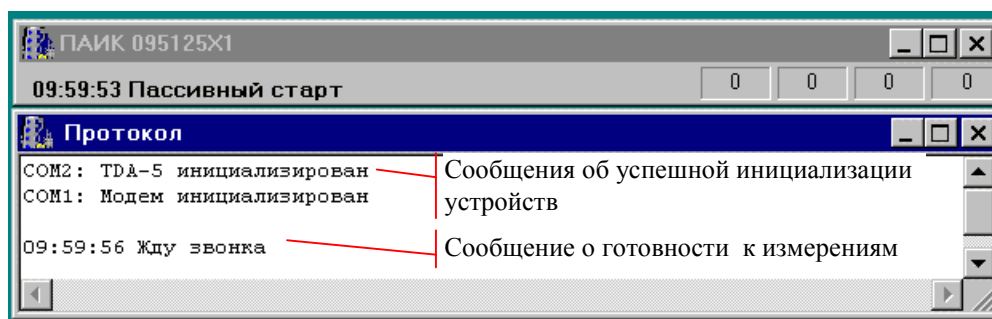 ПАИК 095125X1
09:59:53 Пассивный старт
0 0 0 0
Протокол
COM2: TDA-5 инициализирован
Сообщения об успешной инициализации
COM1: Модем инициализирован
устройств
09:59:56 Жду звонка
Сообщение о готовности к измерениям